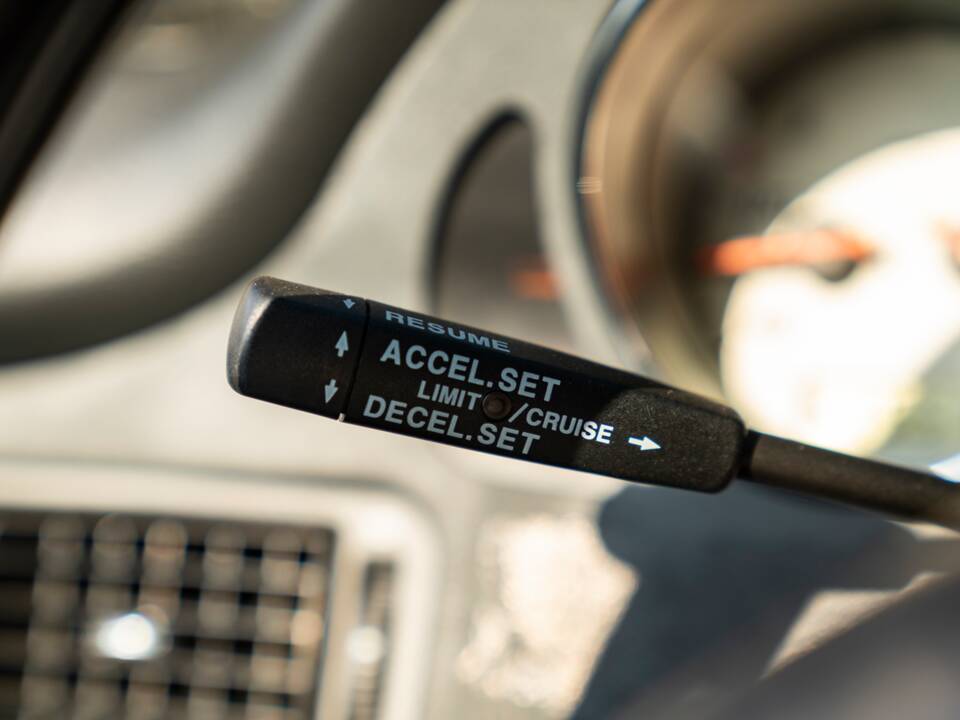 RESUME
ACCEL.SET
LIMIT /CRUISE
DECEL.SET